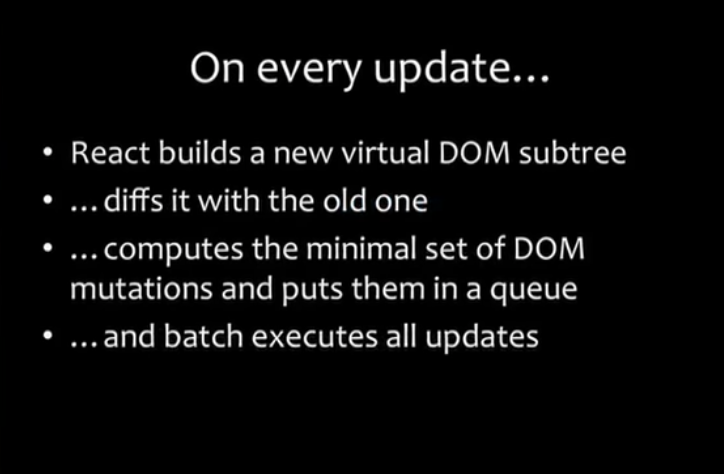 On every update...
• React builds a new virtual DOM subtree
• ...diffs it with the old one
• ...computes the minimal set of DOM
mutations and puts them in a queue
• ...and batch executes all updates